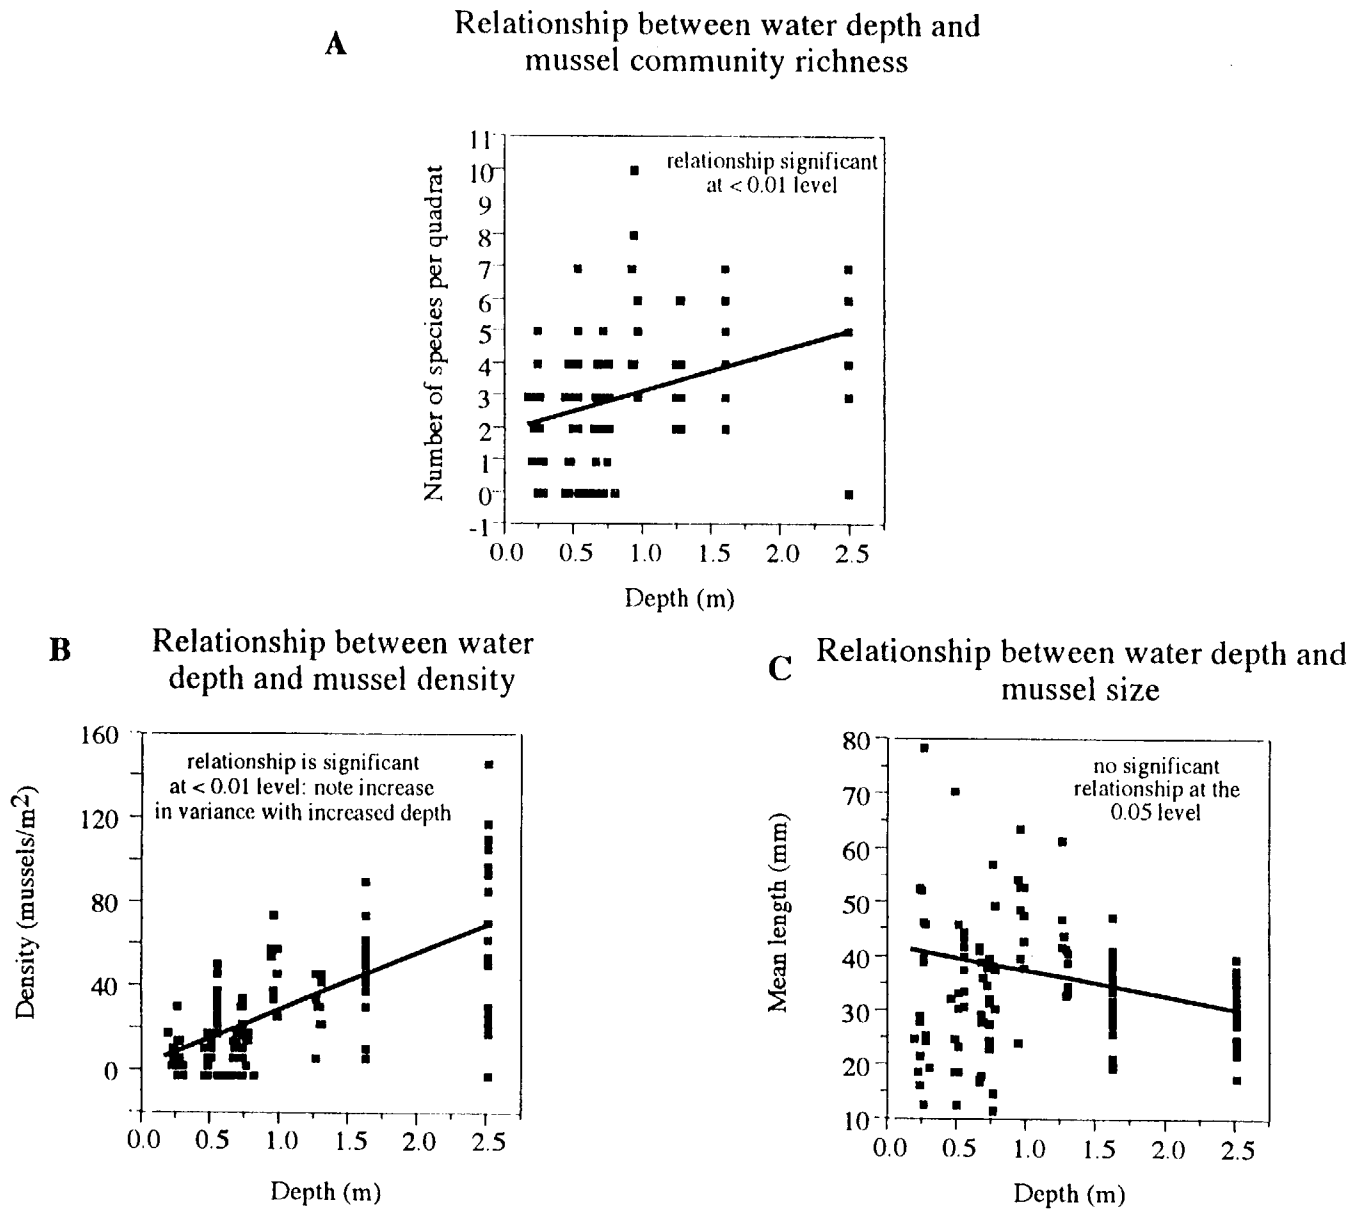 A
Relationship between water depth and
mussel community richness
relationship significant
at < 0.01 level
Number of species per quadrat
11
10
9
8
7
6
5
4
3
2
1
0
-1
0.0 0.5 1.0 1.5 2.0 2.5
Depth (m)
B
Relationship between water
depth and mussel density
relationship is significant
at < 0.01 level: note increase
in variance with increased depth
Density (mussels/m²)
160
120
80
40
0
0.0 0.5 1.0 1.5 2.0 2.5
Depth (m)
C
Relationship between water depth and
mussel size
no significant
relationship at the
0.05 level
Mean length (mm)
80
70
60
50
40
30
20
10
0.0 0.5 1.0 1.5 2.0 2.5
Depth (m)